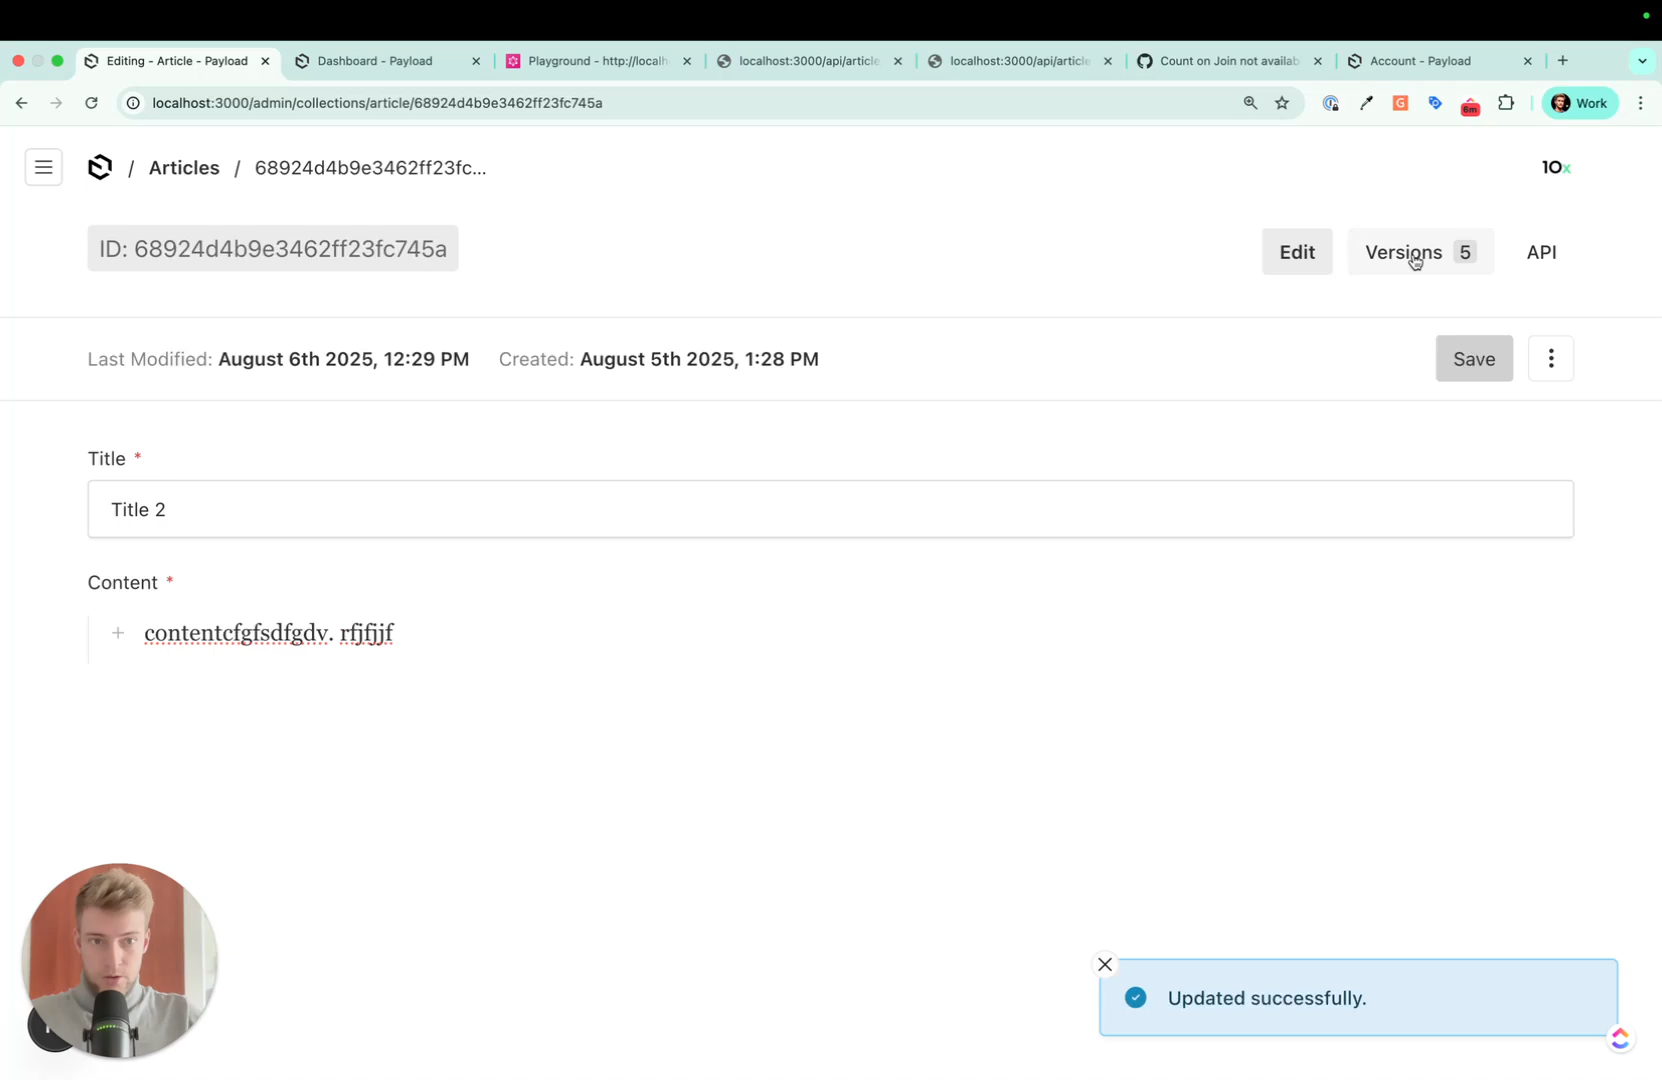 Editing - Article - Payload
Dashboard - Payload
Playground - http://localh
localhost:3000/api/article
localhost:3000/api/article
Count on Join not availab
Account - Payload
localhost:3000/admin/collections/article/68924d4b9e3462ff23fc745a
G
6m
Work
/ Articles / 68924d4b9e3462ff23fc...
10x
ID: 68924d4b9e3462ff23fc745a
Edit
Versions 5
API
Last Modified: August 6th 2025, 12:29 PM
Created: August 5th 2025, 1:28 PM
Save
Title *
Title 2
Content *
contentcfgfsdfgdv. rfjfjjf
Updated successfully.